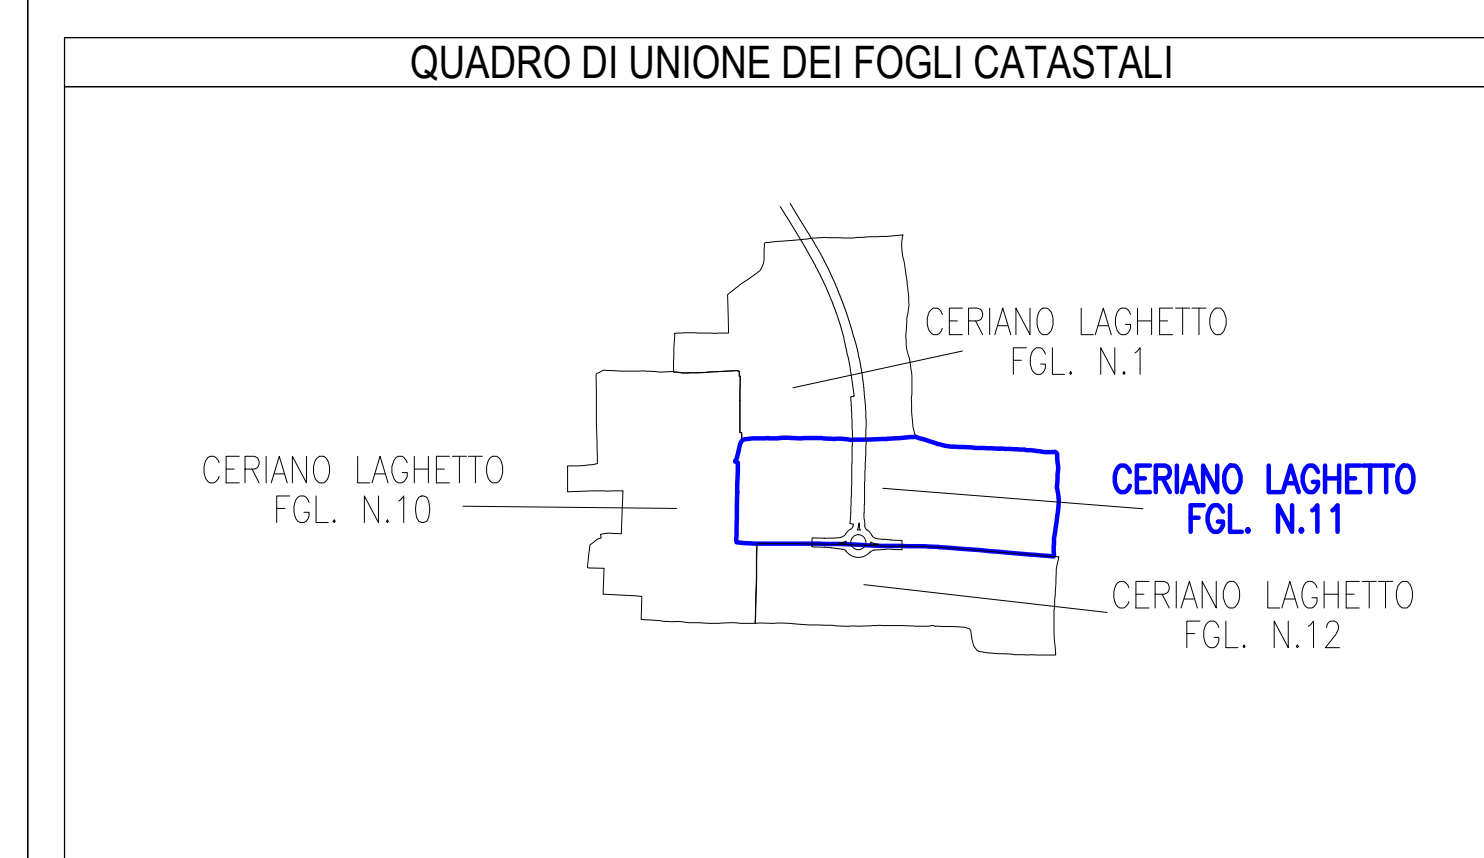 QUADRO DI UNIONE DEI FOGLI CATASTALI
CERIANO LAGHETTO
FGL. N.1
CERIANO LAGHETTO
FGL. N.10
CERIANO LAGHETTO
FGL. N.11
CERIANO LAGHETTO
FGL. N.12